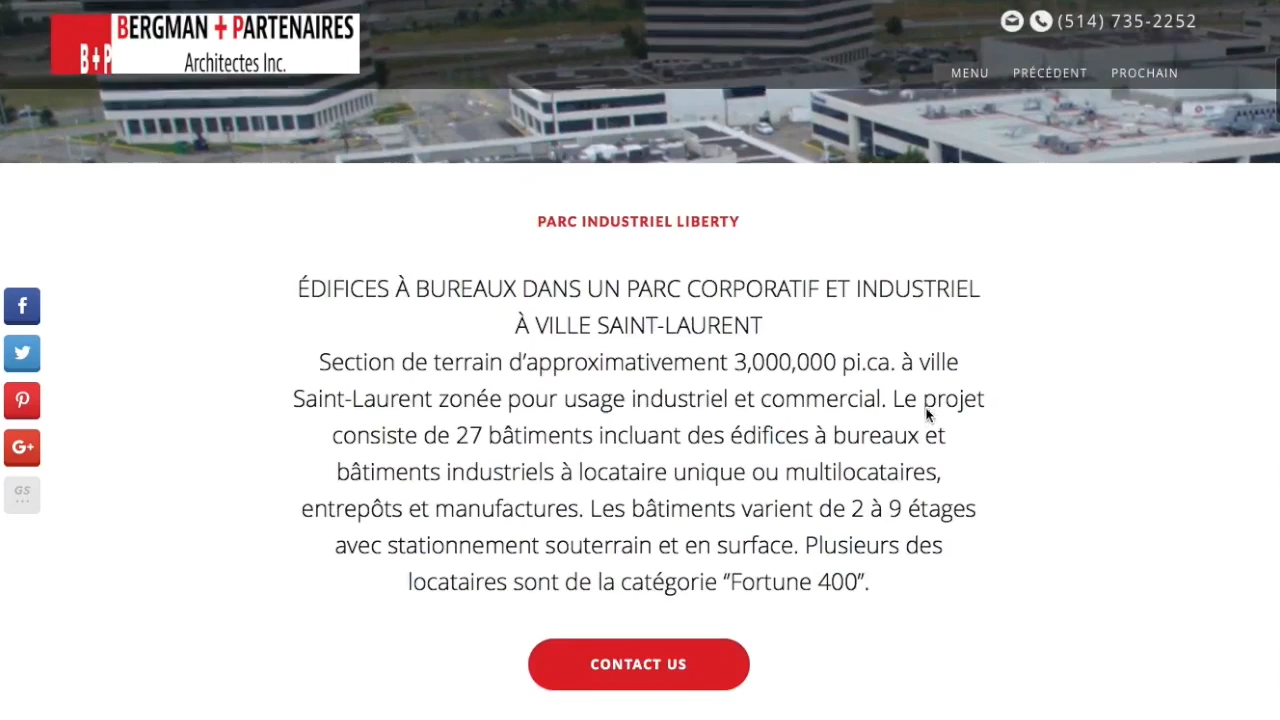 BERGMAN + PARTENAIRES
B+P
Architectes Inc.
(514) 735-2252
MENU
PRÉCÉDENT
PROCHAIN
PARC INDUSTRIEL LIBERTY
ÉDIFICES À BUREAUX DANS UN PARC CORPORATIF ET INDUSTRIEL
À VILLE SAINT-LAURENT
Section de terrain d’approximativement 3,000,000 pi.ca. à ville
Saint-Laurent zonée pour usage industriel et commercial. Le projet
consiste de 27 bâtiments incluant des édifices à bureaux et
bâtiments industriels à locataire unique ou multilocataires,
entrepôts et manufactures. Les bâtiments varient de 2 à 9 étages
avec stationnement souterrain et en surface. Plusieurs des
locataires sont de la catégorie “Fortune 400”.
CONTACT US
f
G+
GS